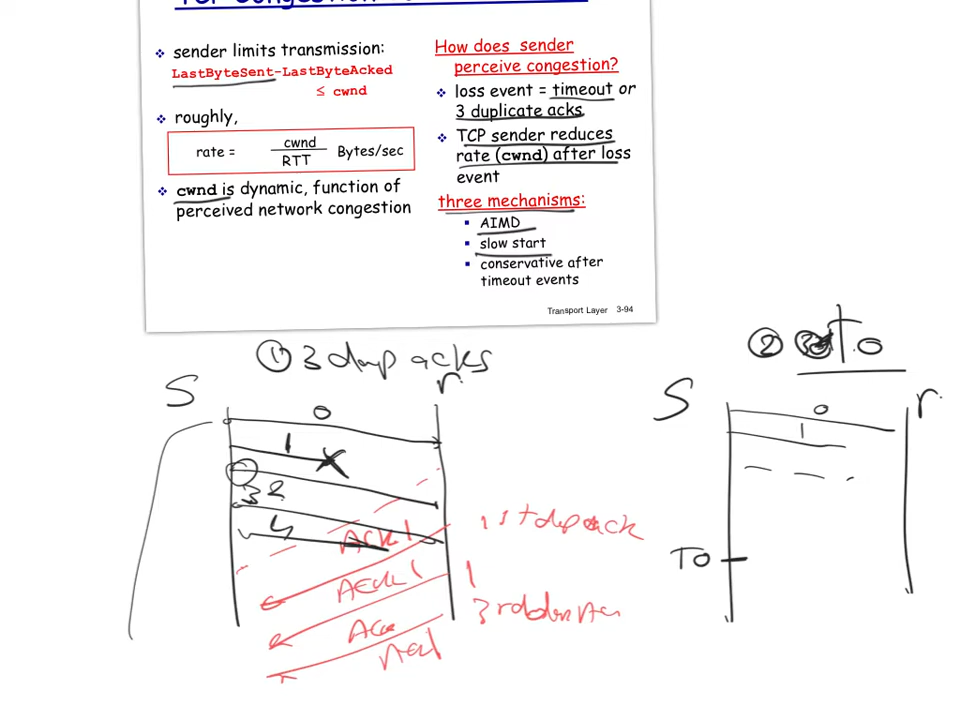 TCP Congestion
sender limits transmission:
LastByteSent-LastByteAcked
≤ cwnd
roughly,
rate = cwnd
RTT Bytes/sec
cwnd is dynamic, function of
perceived network congestion
How does sender
perceive congestion?
loss event = timeout or
3 duplicate acks
TCP sender reduces
rate (cwnd) after loss
event
three mechanisms:
AIMD
slow start
conservative after
timeout events
Transport Layer 3-94
① 3 dup acks
S r
0
1
2
3
4
ACK 1
1st dup ack
ACK 1
1
3rd
② to
S r
0
1
TO